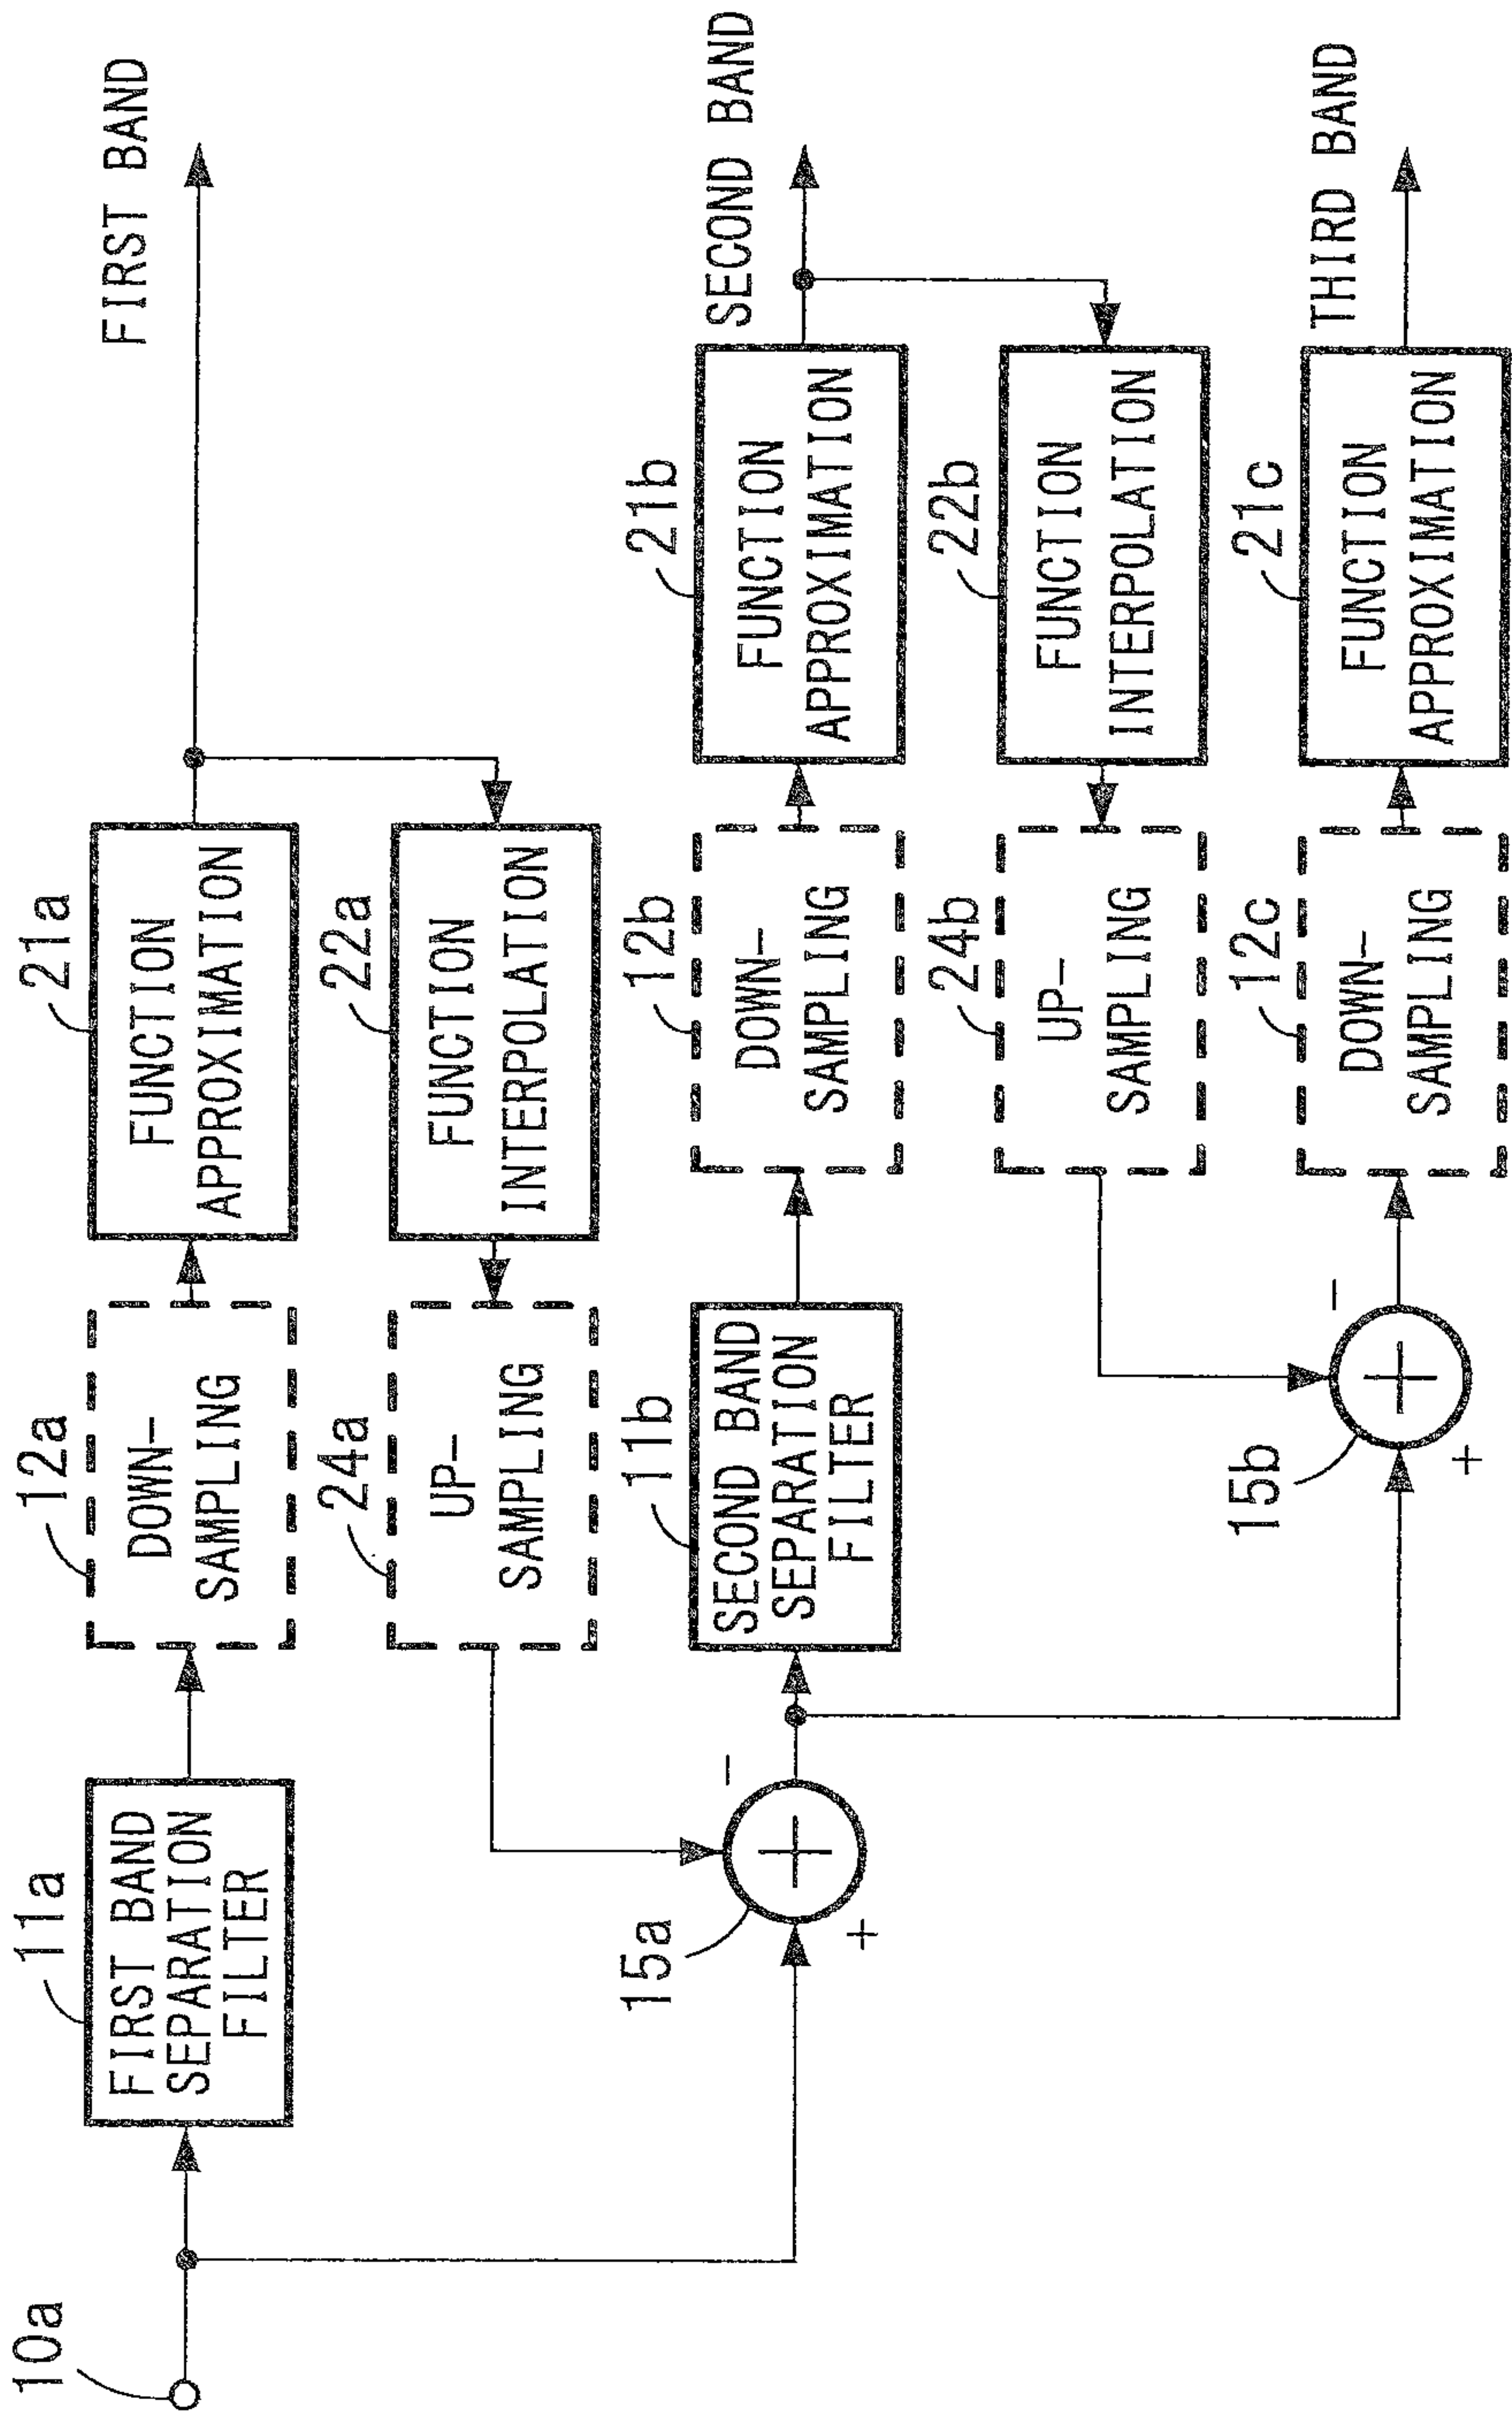 10a
11a
FIRST BAND
SEPARATION
FILTER
12a
DOWN-
SAMPLING
21a
FUNCTION
APPROXIMATION
FIRST BAND
24a
UP-
SAMPLING
22a
FUNCTION
INTERPOLATION
15a
+
-
11b
SECOND BAND
SEPARATION
FILTER
12b
DOWN-
SAMPLING
21b
FUNCTION
APPROXIMATION
SECOND BAND
24b
UP-
SAMPLING
22b
FUNCTION
INTERPOLATION
15b
+
-
12c
DOWN-
SAMPLING
21c
FUNCTION
APPROXIMATION
THIRD BAND